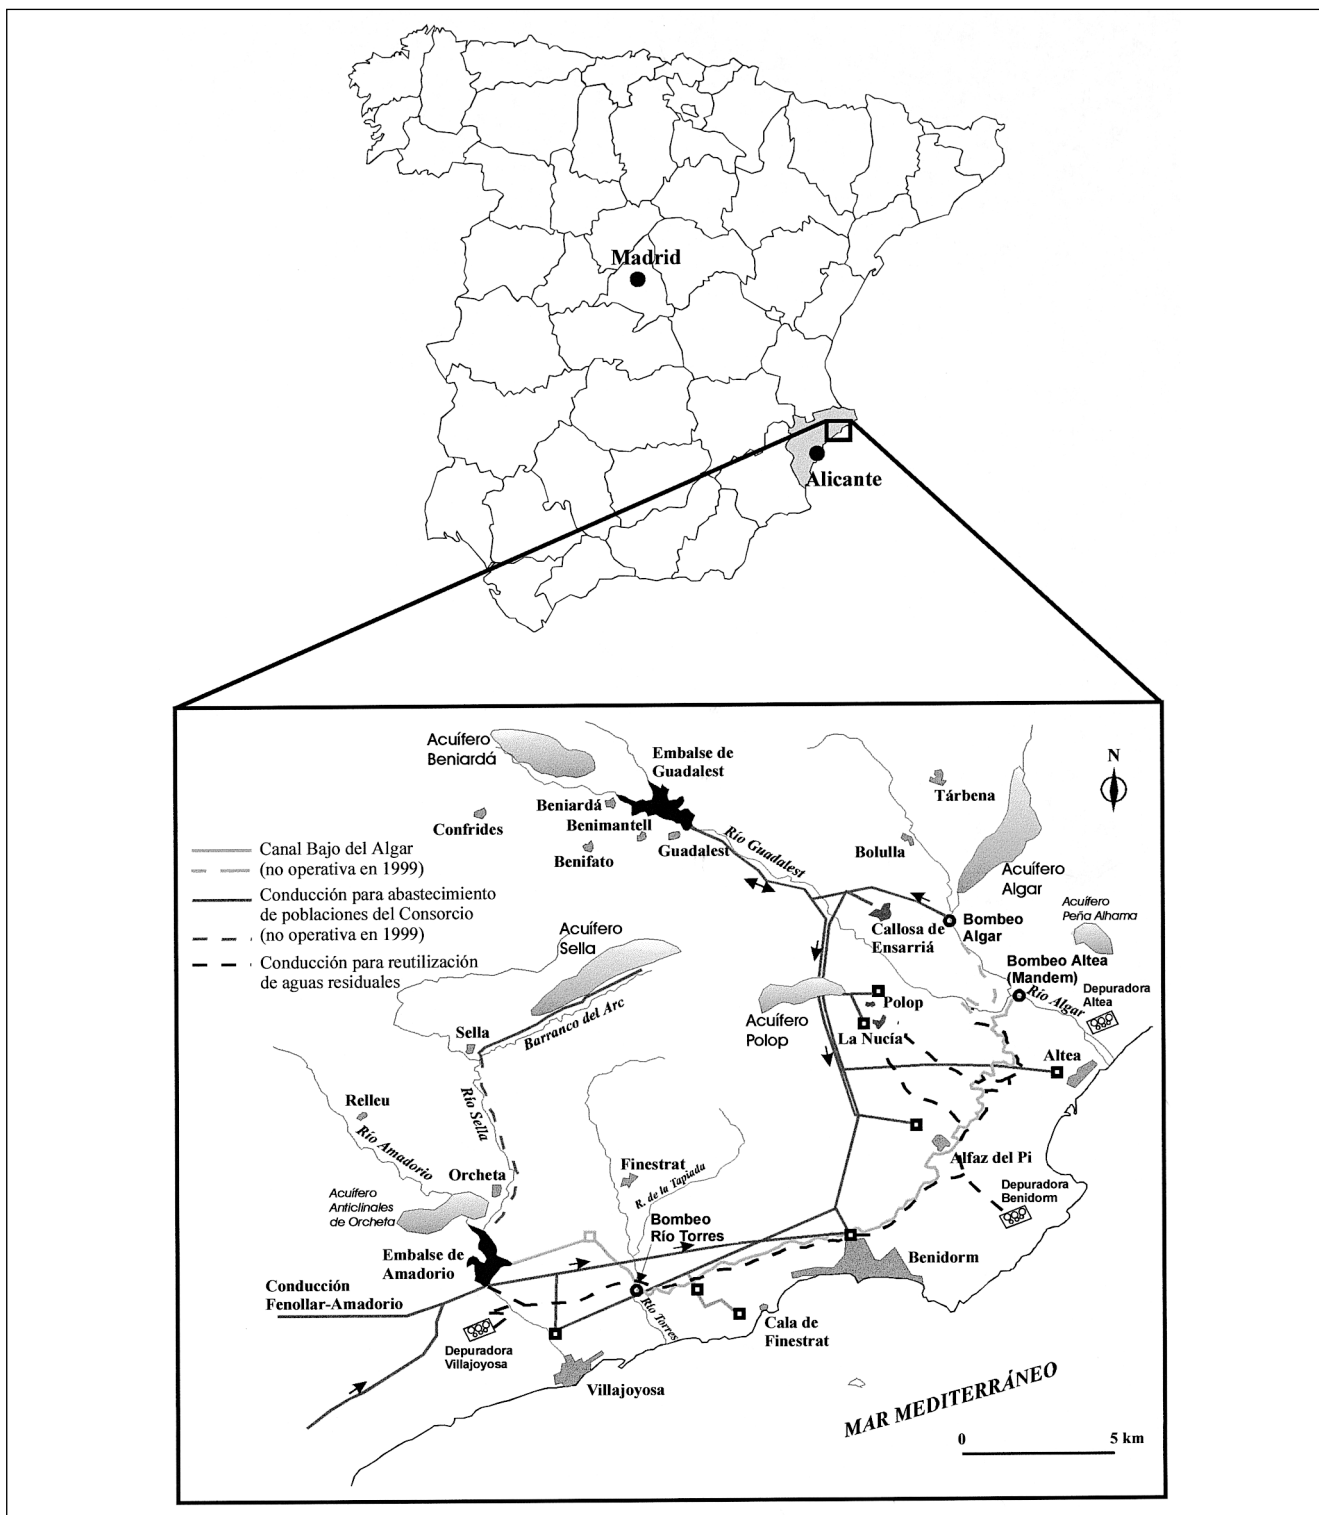 Madrid
Alicante
Acuífero
Beniardá
Embalse de
Guadalest
N
Tárbena
Beniardá
Confrides
Benimantell
Benifato
Guadalest
Río Guadalest
Bolulla
Acuífero
Algar
Acuífero
Peña Alhama
Canal Bajo del Algar
(no operativa en 1999)
Conducción para abastecimiento
de poblaciones del Consorcio
(no operativa en 1999)
Conducción para reutilización
de aguas residuales
Callosa de
Ensarriá
Bombeo
Algar
Acuífero
Sella
Bombeo Altea
(Mandem)
Río Algar
Depuradora
Altea
Polop
Acuífero
Polop
La Nucía
Barranco del Arc
Sella
Altea
Río Sella
Relleu
Río Amadorio
Orcheta
Finestrat
R. de la Tapiada
Alfaz del Pi
Depuradora
Benidorm
Acuífero
Anticlinales
de Orcheta
Bombeo
Río Torres
Embalse de
Amadorio
Benidorm
Conducción
Fenollar-Amadorio
Río Torres
Cala de
Finestrat
Depuradora
Villajoyosa
Villajoyosa
MAR MEDITERRÁNEO
0 5 km